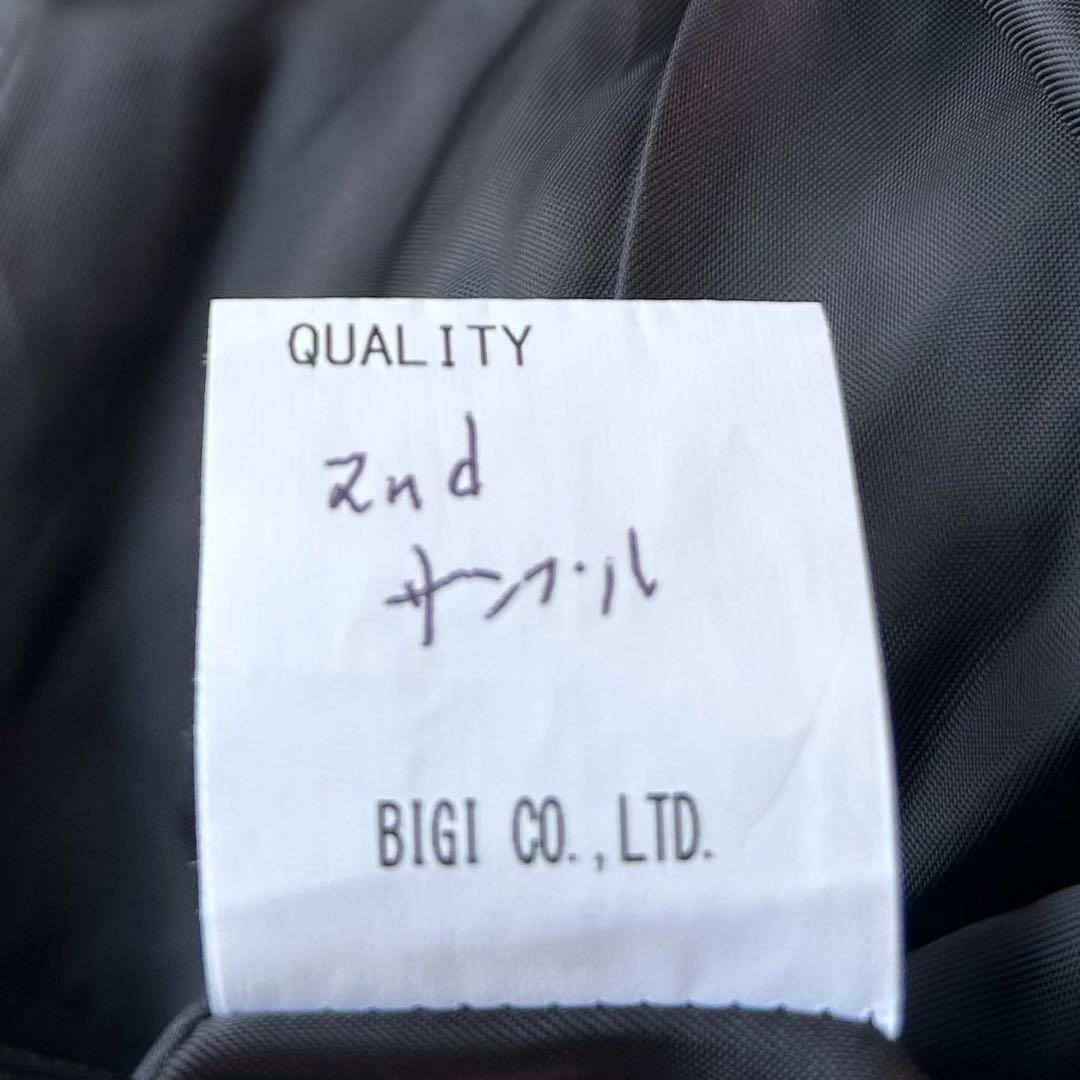 QUALITY
2nd
サンプル
BIGI CO.,LTD.